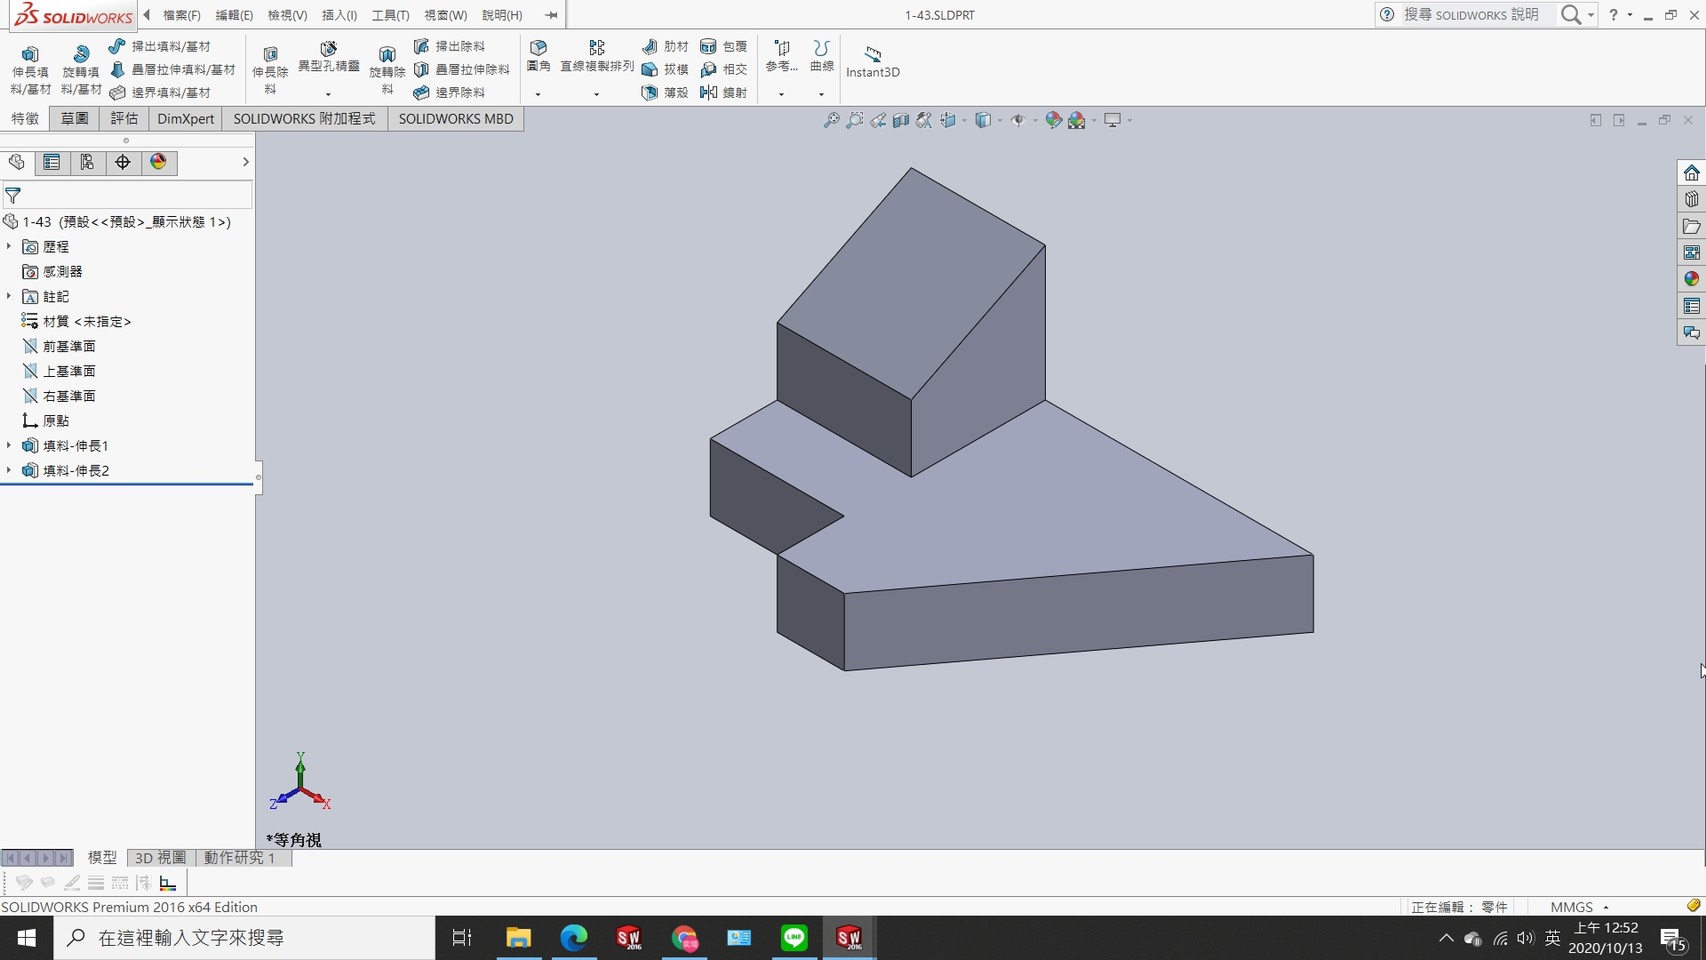 SOLIDWORKS 檔案(F) 編輯(E) 檢視(V) 插入(I) 工具(T) 視窗(W) 說明(H) 1-43.SLDPRT 搜尋 SOLIDWORKS 說明 ?
伸長填料/基材
旋轉填料/基材
掃出填料/基材
疊層拉伸填料/基材
邊界填料/基材
伸長除料
異型孔精靈
旋轉除料
掃出除料
疊層拉伸除料
邊界除料
圓角
直線複製排列
肋材
拔模
薄殼
包覆
相交
鏡射
參考...
曲線
Instant3D
特徵 草圖 評估 DimXpert SOLIDWORKS 附加程式 SOLIDWORKS MBD
1-43 (預設<<預設>_顯示狀態 1>)
歷程
感測器
註記
材質 <未指定>
前基準面
上基準面
右基準面
原點
填料-伸長1
填料-伸長2
Y
Z X
*等角視
模型 3D 視圖 動作研究 1
SOLIDWORKS Premium 2016 x64 Edition 正在編輯： 零件 MMGS
在這裡輸入文字來搜尋 SW 2016 LINE SW 2016 英 上午 12:52
2020/10/13 15